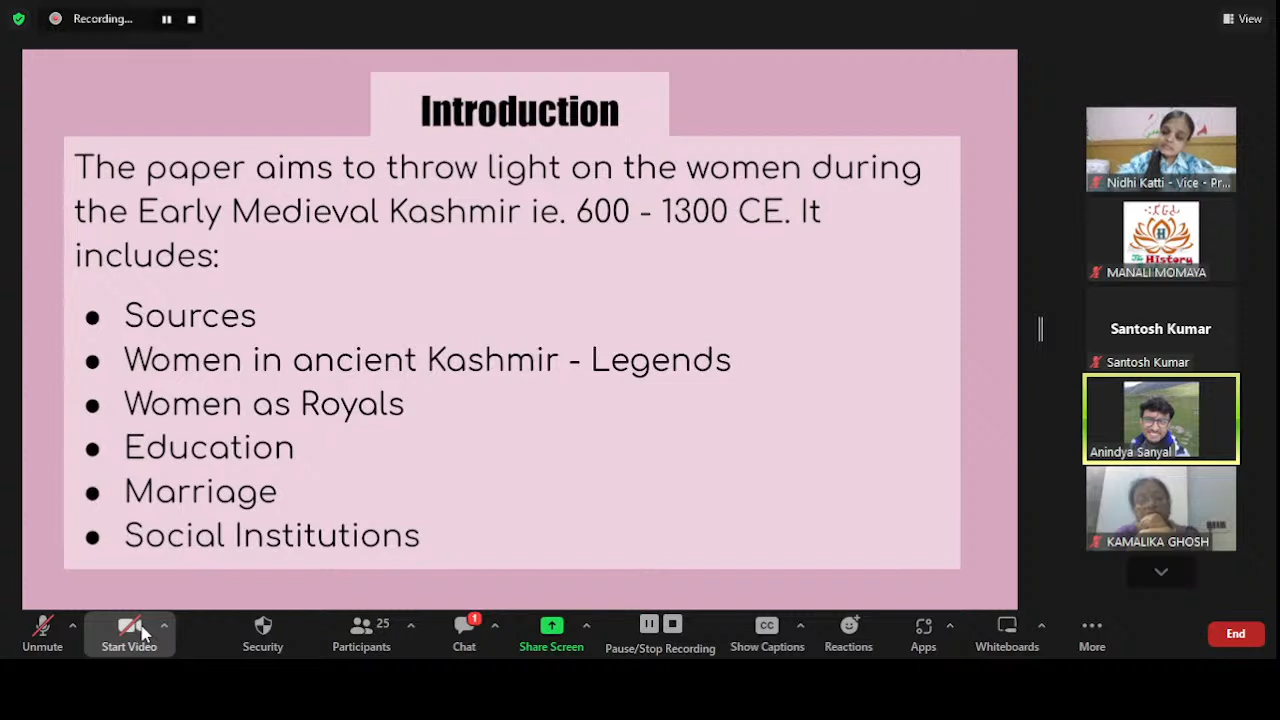 Recording...
View
Introduction
The paper aims to throw light on the women during
the Early Medieval Kashmir ie. 600 - 1300 CE. It
includes:
● Sources
● Women in ancient Kashmir - Legends
● Women as Royals
● Education
● Marriage
● Social Institutions
Nidhi Katti - Vice - Pr...
H
The
History
MANALI MOMAYA
Santosh Kumar
Santosh Kumar
Anindya Sanyal
KAMALIKA GHOSH
Unmute
Start Video
Security
25
Participants
1
Chat
Share Screen
Pause/Stop Recording
CC
Show Captions
Reactions
Apps
Whiteboards
More
End